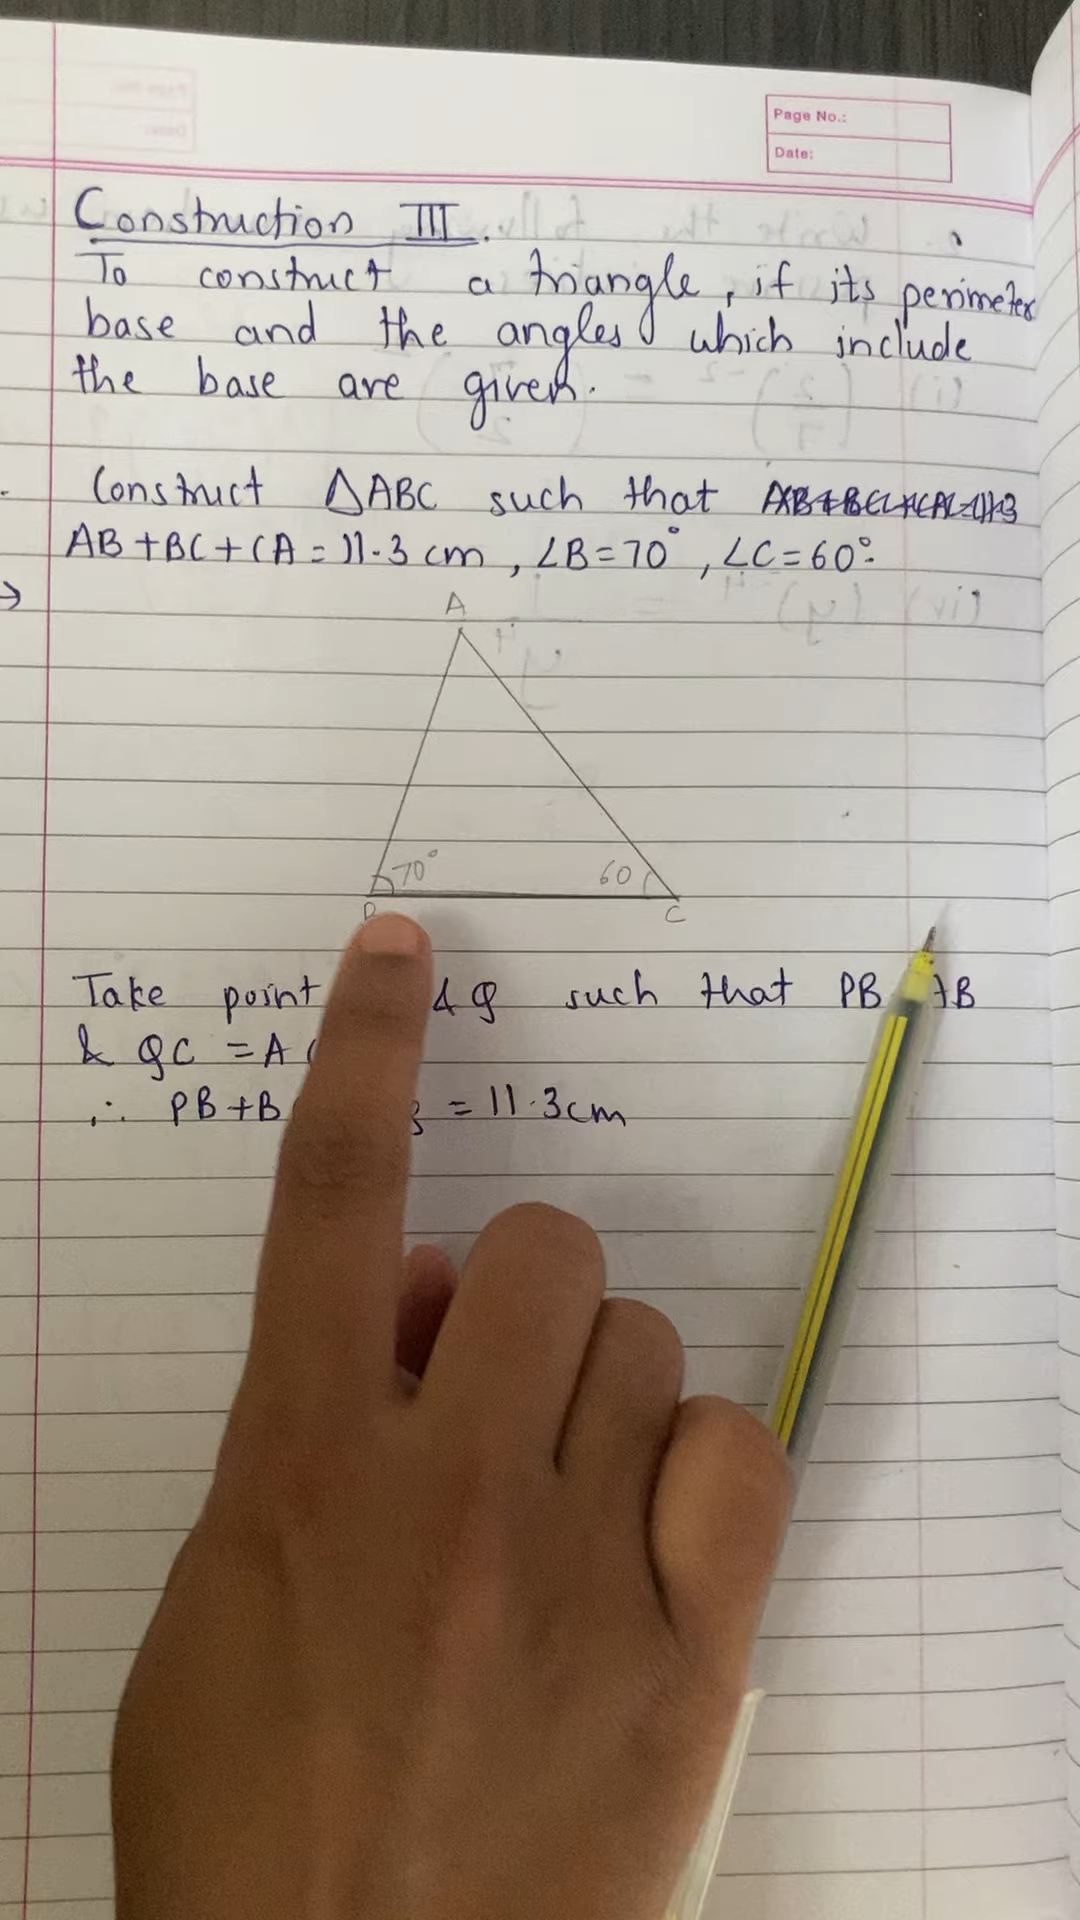 Page No.:
Date:
Construction III.
To construct a triangle, if its perimeter
base and the angles which include
the base are given.
Construct △ABC such that
AB+BC+CA=11.3 cm, ∠B=70°, ∠C=60°.
A
70° 60
B C
Take point & Q such that PB AB
& QC = A
∴ PB+B = 11.3cm